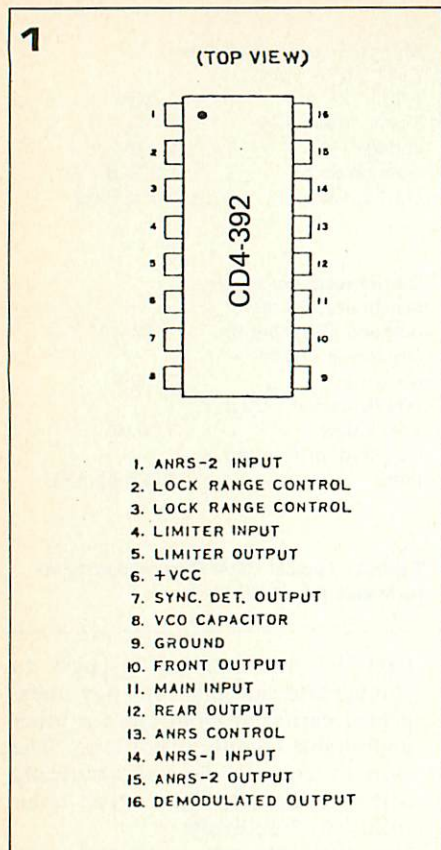 1
(TOP VIEW)
1 16
2 15
3 14
4 13
5 12
6 11
7 10
8 9
CD4-392
1. ANRS-2 INPUT
2. LOCK RANGE CONTROL
3. LOCK RANGE CONTROL
4. LIMITER INPUT
5. LIMITER OUTPUT
6. +VCC
7. SYNC. DET. OUTPUT
8. VCO CAPACITOR
9. GROUND
10. FRONT OUTPUT
11. MAIN INPUT
12. REAR OUTPUT
13. ANRS CONTROL
14. ANRS-1 INPUT
15. ANRS-2 OUTPUT
16. DEMODULATED OUTPUT